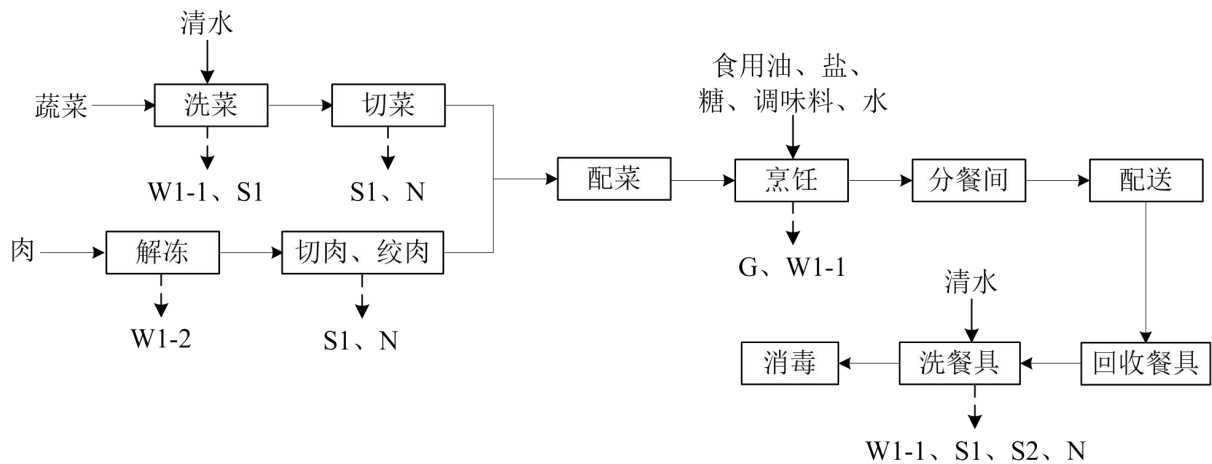 清水
食用油、盐、
糖、调味料、水
蔬菜
洗菜
切菜
W1-1、S1
S1、N
配菜
烹饪
分餐间
配送
肉
解冻
切肉、绞肉
G、W1-1
W1-2
S1、N
清水
消毒
洗餐具
回收餐具
W1-1、S1、S2、N